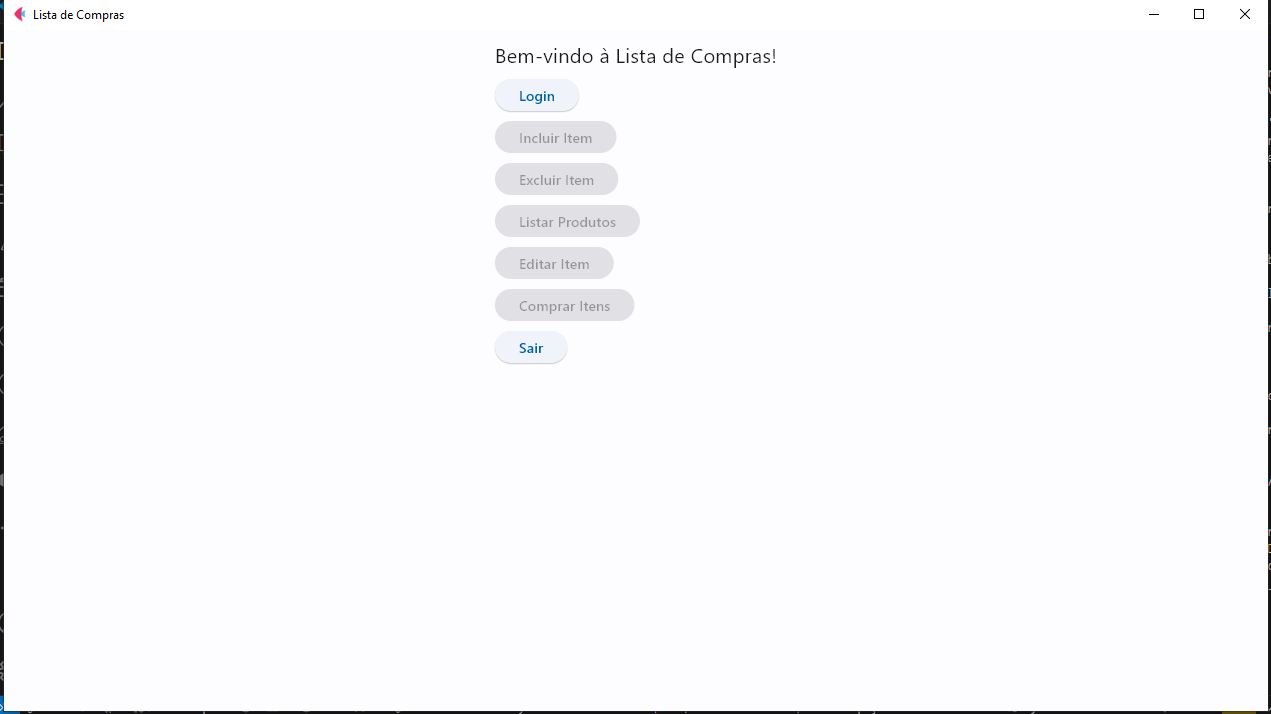 Lista de Compras
Bem-vindo à Lista de Compras!
Login
Incluir Item
Excluir Item
Listar Produtos
Editar Item
Comprar Itens
Sair